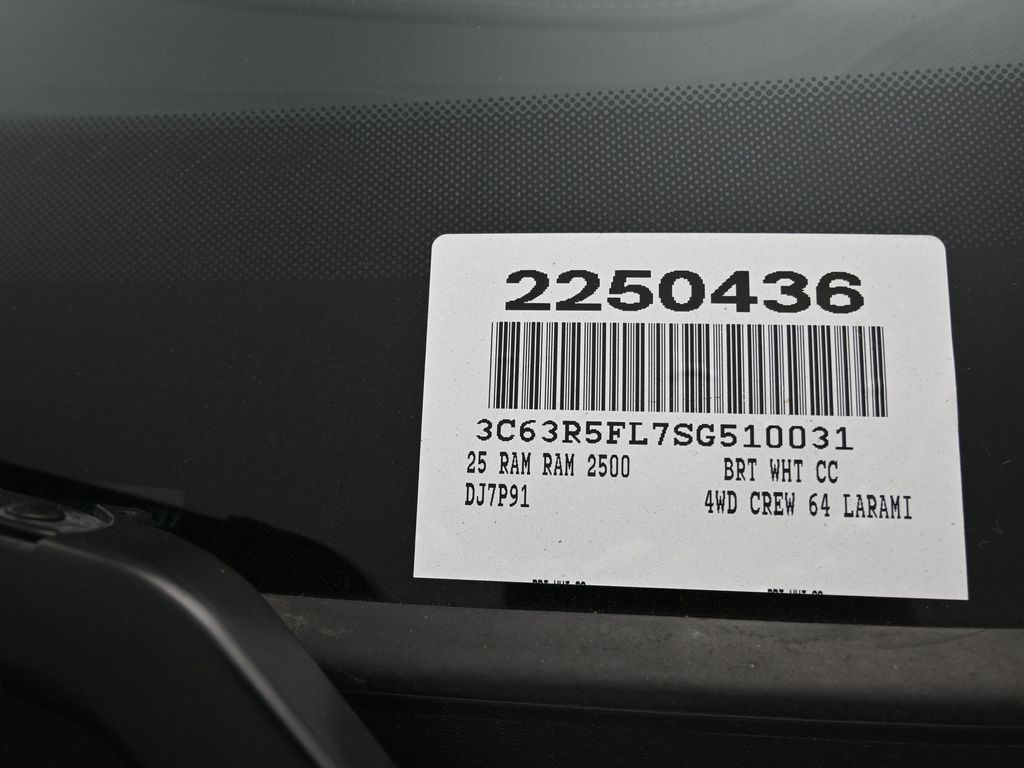 2250436
3C63R5FL7SG510031
25 RAM RAM 2500 BRT WHT CC
DJ7P91 4WD CREW 64 LARAMI